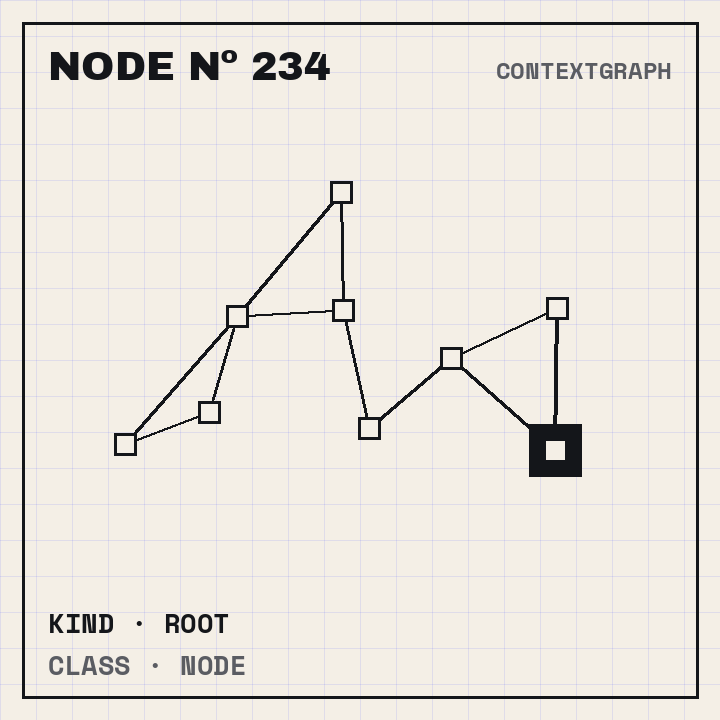 NODE Nº 234
CONTEXTGRAPH
KIND · ROOT
CLASS · NODE